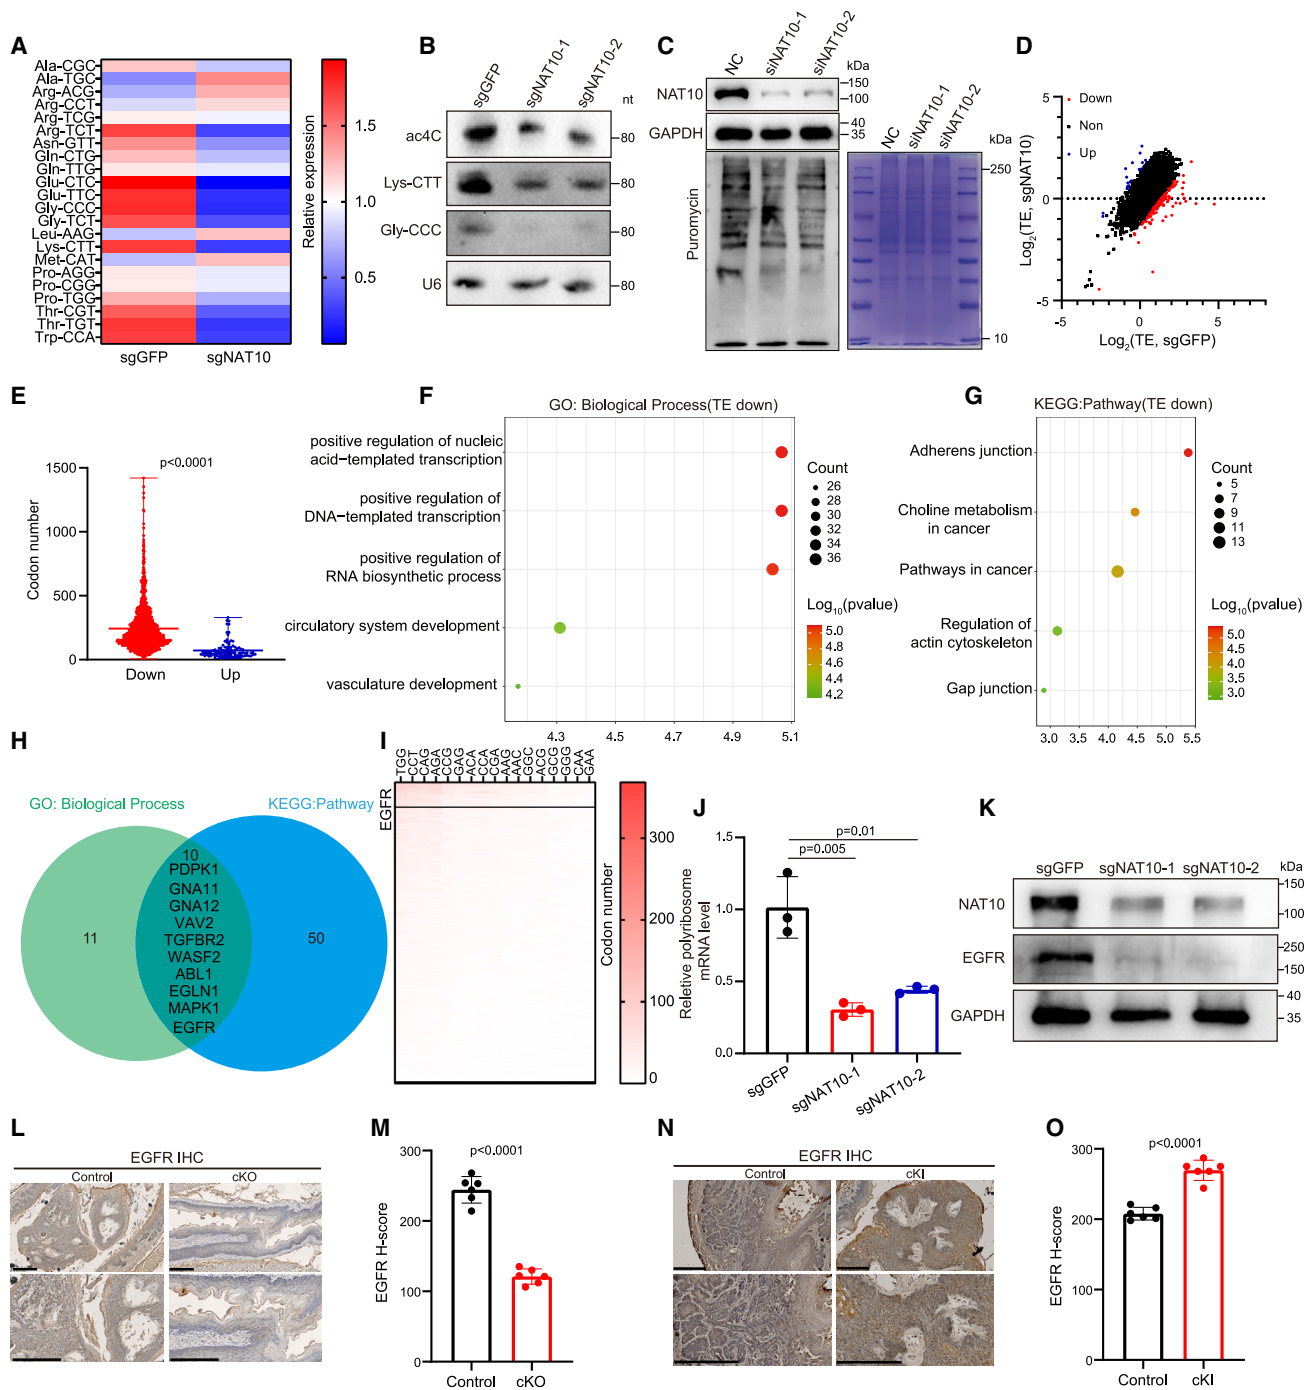 A
Ala-CGC
Ala-TGC
Arg-ACG
Arg-CCT
Arg-TCG
Arg-TCT
Asn-GTT
Gln-CTG
Gln-TTG
Glu-CTC
Glu-TTC
Gly-CCC
Gly-TCT
Leu-AAG
Lys-CTT
Met-CAT
Pro-AGG
Pro-CGG
Pro-TGG
Thr-CGT
Thr-TGT
Trp-CCA
sgGFP
sgNAT10
1.5
1.0
0.5
Relative expression
B
sgGFP
sgNAT10-1
sgNAT10-2
nt
ac4C
80
Lys-CTT
80
Gly-CCC
80
U6
80
C
NC
siNAT10-1
siNAT10-2
kDa
NAT10
150
100
GAPDH
40
35
Puromycin
NC
siNAT10-1
siNAT10-2
kDa
250
10
D
Down
Non
Up
Log2(TE, sgNAT10)
5
0
-5
-5
0
5
Log2(TE, sgGFP)
E
p<0.0001
Codon number
1500
1000
500
0
Down
Up
F
GO: Biological Process(TE down)
positive regulation of nucleic
acid-templated transcription
positive regulation of
DNA-templated transcription
positive regulation of
RNA biosynthetic process
circulatory system development
vasculature development
4.3
4.5
4.7
4.9
5.1
Count
26
28
30
32
34
36
Log10(pvalue)
5.0
4.8
4.6
4.4
4.2
G
KEGG:Pathway(TE down)
Adherens junction
Choline metabolism
in cancer
Pathways in cancer
Regulation of
actin cytoskeleton
Gap junction
3.0
3.5
4.0
4.5
5.0
5.5
Count
5
7
9
11
13
Log10(pvalue)
5.0
4.5
4.0
3.5
3.0
H
GO: Biological Process
KEGG:Pathway
11
10
PDPK1
GNA11
GNA12
VAV2
TGFBR2
WASF2
ABL1
EGLN1
MAPK1
EGFR
50
I
TGG
CCT
CAG
AGA
CCG
GAG
ACA
CCA
CGA
AAG
AAC
GGC
ACG
GCG
GGG
CAA
GAA
EGFR
300
200
100
0
Codon number
J
p=0.01
p=0.005
Reletive polyribosome
mRNA level
1.5
1.0
0.5
0.0
sgGFP
sgNAT10-1
sgNAT10-2
K
sgGFP
sgNAT10-1
sgNAT10-2
kDa
NAT10
150
100
EGFR
250
150
GAPDH
40
35
L
EGFR IHC
Control
cKO
M
p<0.0001
EGFR H-score
300
200
100
0
Control
cKO
N
EGFR IHC
Control
cKI
O
p<0.0001
EGFR H-score
300
200
100
0
Control
cKI